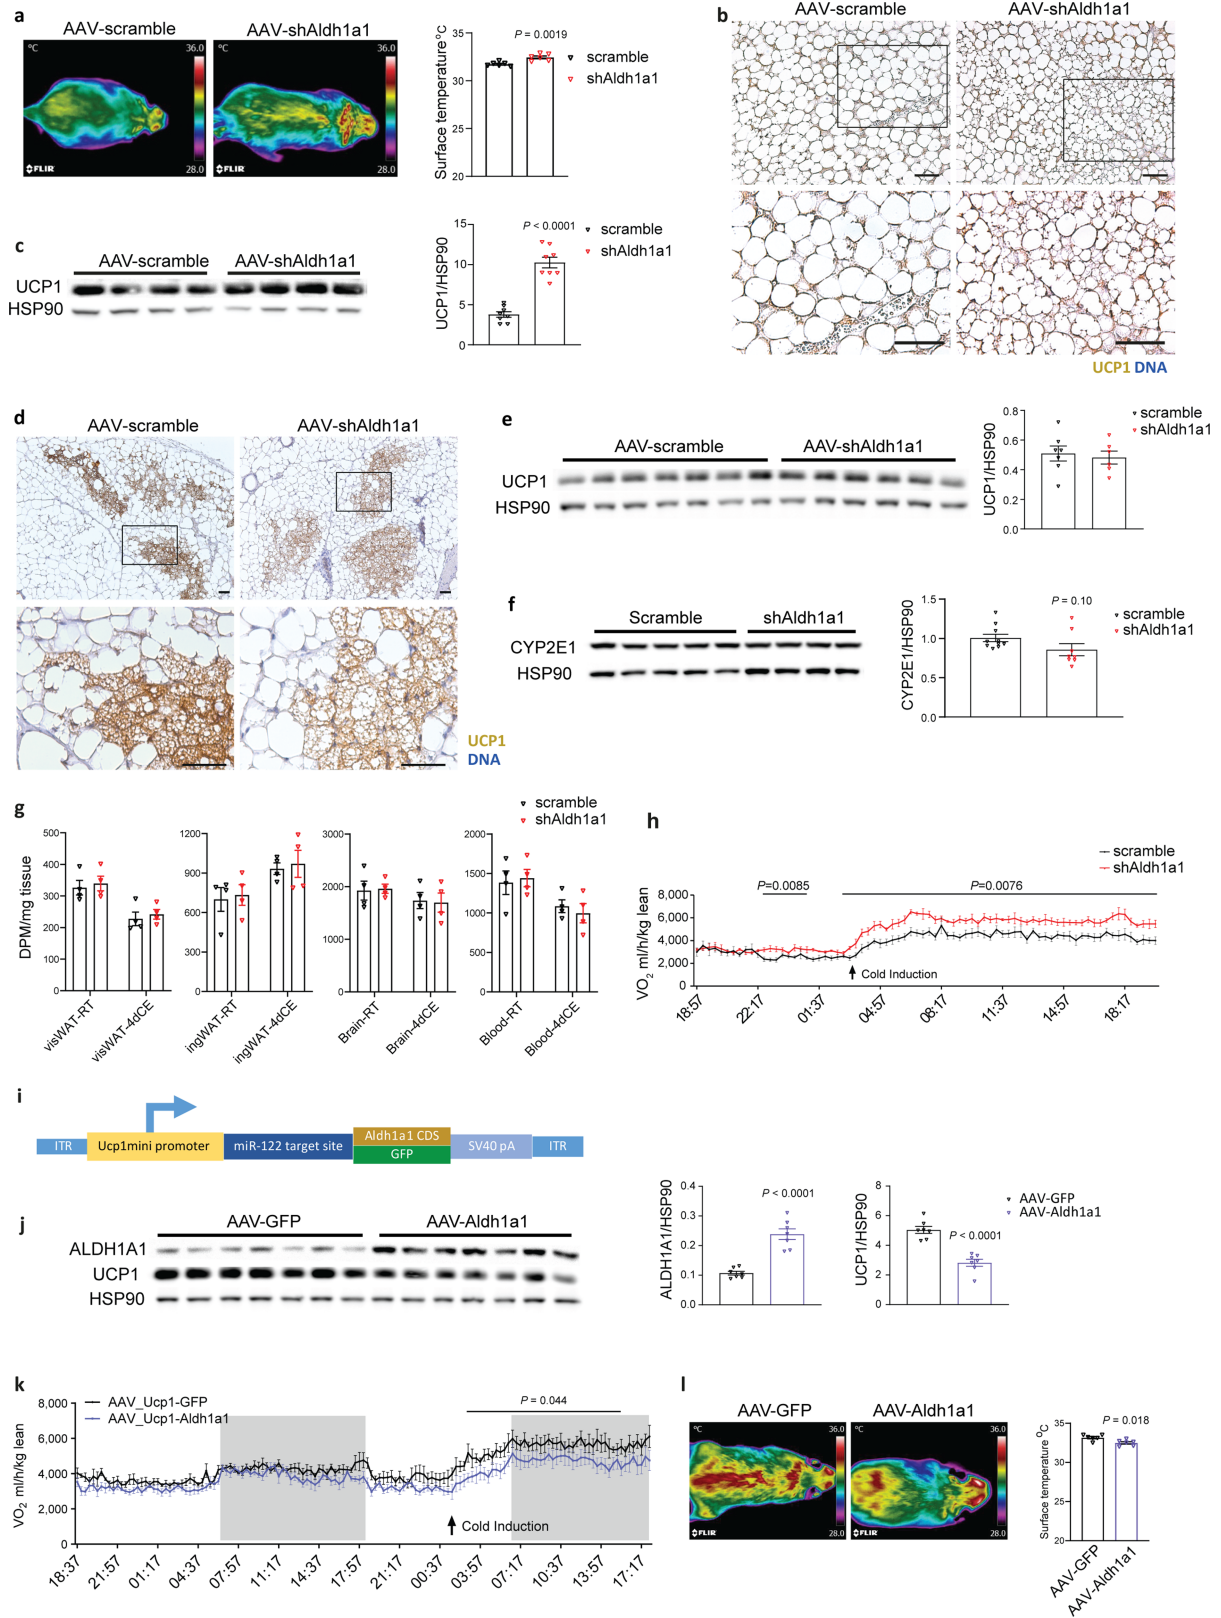 a
AAV-scramble
AAV-shAldh1a1
°C
36.0
28.0
FLIR
°C
36.0
28.0
FLIR
Surface temperature°C
35
30
25
20
P = 0.0019
scramble
shAldh1a1
b
AAV-scramble
AAV-shAldh1a1
UCP1 DNA
c
AAV-scramble
AAV-shAldh1a1
UCP1
HSP90
UCP1/HSP90
15
10
5
0
P < 0.0001
scramble
shAldh1a1
d
AAV-scramble
AAV-shAldh1a1
UCP1
DNA
e
AAV-scramble
AAV-shAldh1a1
UCP1
HSP90
UCP1/HSP90
0.8
0.6
0.4
0.2
0.0
scramble
shAldh1a1
f
Scramble
shAldh1a1
CYP2E1
HSP90
CYP2E1/HSP90
1.5
1.0
0.5
0.0
P = 0.10
scramble
shAldh1a1
g
scramble
shAldh1a1
DPM/mg tissue
500
400
300
200
100
0
visWAT-RT
visWAT-4dCE
1200
900
600
300
0
ingWAT-RT
ingWAT-4dCE
3000
2000
1000
0
Brain-RT
Brain-4dCE
2000
1500
1000
500
0
Blood-RT
Blood-4dCE
h
scramble
shAldh1a1
P=0.0085
P=0.0076
VO2 ml/h/kg lean
8,000
6,000
4,000
2,000
0
Cold Induction
18:57
22:17
01:37
04:57
08:17
11:37
14:57
18:17
i
ITR
Ucp1mini promoter
miR-122 target site
Aldh1a1 CDS
GFP
SV40 pA
ITR
j
AAV-GFP
AAV-Aldh1a1
ALDH1A1
UCP1
HSP90
ALDH1A1/HSP90
0.4
0.3
0.2
0.1
0.0
P < 0.0001
UCP1/HSP90
8
6
4
2
0
P < 0.0001
AAV-GFP
AAV-Aldh1a1
k
AAV_Ucp1-GFP
AAV_Ucp1-Aldh1a1
P = 0.044
VO2 ml/h/kg lean
8,000
6,000
4,000
2,000
0
Cold Induction
18:37
21:57
01:17
04:37
07:57
11:17
14:37
17:57
21:17
00:37
03:57
07:17
10:37
13:57
17:17
l
AAV-GFP
AAV-Aldh1a1
°C
36.0
28.0
FLIR
°C
36.0
28.0
FLIR
Surface temperature °C
35
30
25
20
P = 0.018
AAV-GFP
AAV-Aldh1a1